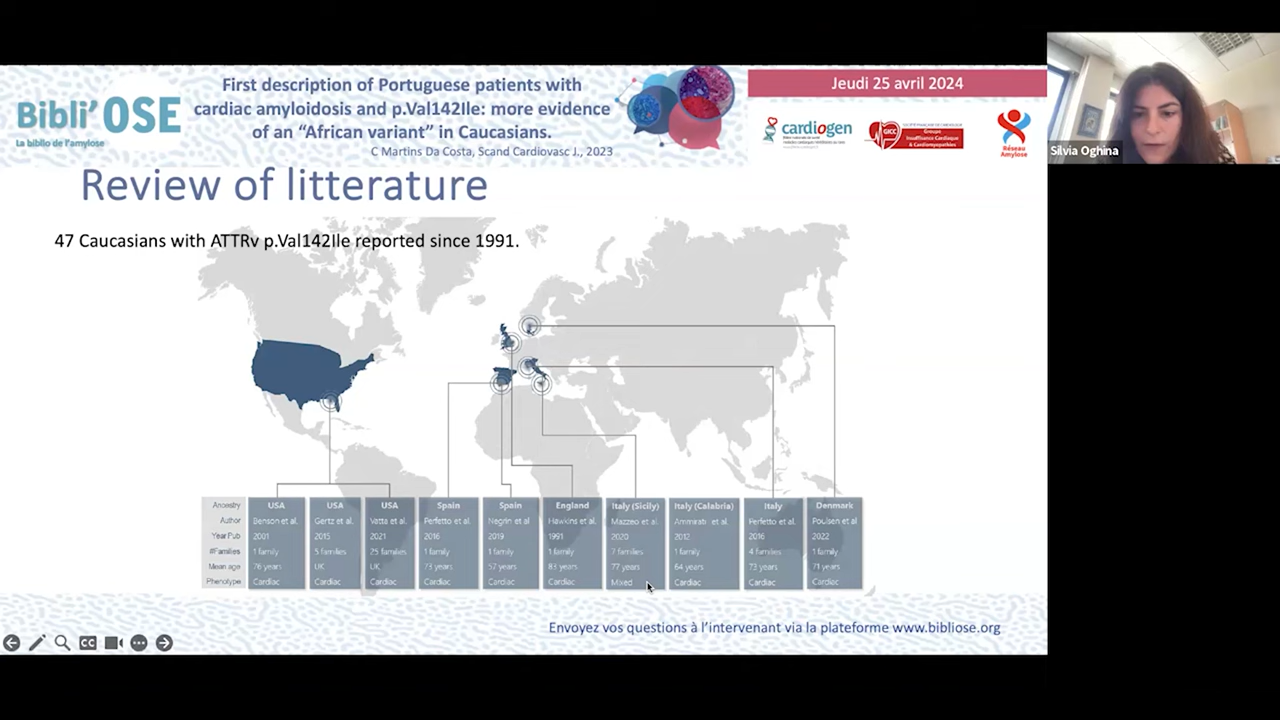 First description of Portuguese patients with
cardiac amyloidosis and p.Val142Ile: more evidence
of an “African variant” in Caucasians.
C Martins Da Costa, Scand Cardiovasc J., 2023
Bibli’OSE
La biblio de l’amylose
Jeudi 25 avril 2024
cardiogen
GICC
Groupe
Insuffisance Cardiaque
& Cardiomyopathies
Réseau
Amylose
Silvia Oghina
Review of litterature
47 Caucasians with ATTRv p.Val142Ile reported since 1991.
Ancestry USA USA USA Spain Spain England Italy (Sicily) Italy (Calabria) Italy Denmark
Author Benson et al. Gertz et al. Vatta et al. Perfetto et al. Negrin et al. Hawkins et al. Mazzeo et al. Ammirati et al. Perfetto et al. Poulsen et al
Year Pub 2001 2015 2021 2016 2019 1991 2020 2012 2016 2022
#Families 1 family 5 families 25 families 1 family 1 family 1 family 7 families 1 family 4 families 1 family
Mean age 76 years UK UK 73 years 57 years 83 years 77 years 64 years 73 years 71 years
Phenotype Cardiac Cardiac Cardiac Cardiac Cardiac Cardiac Mixed Cardiac Cardiac Cardiac
Envoyez vos questions à l’intervenant via la plateforme www.bibliose.org
CC